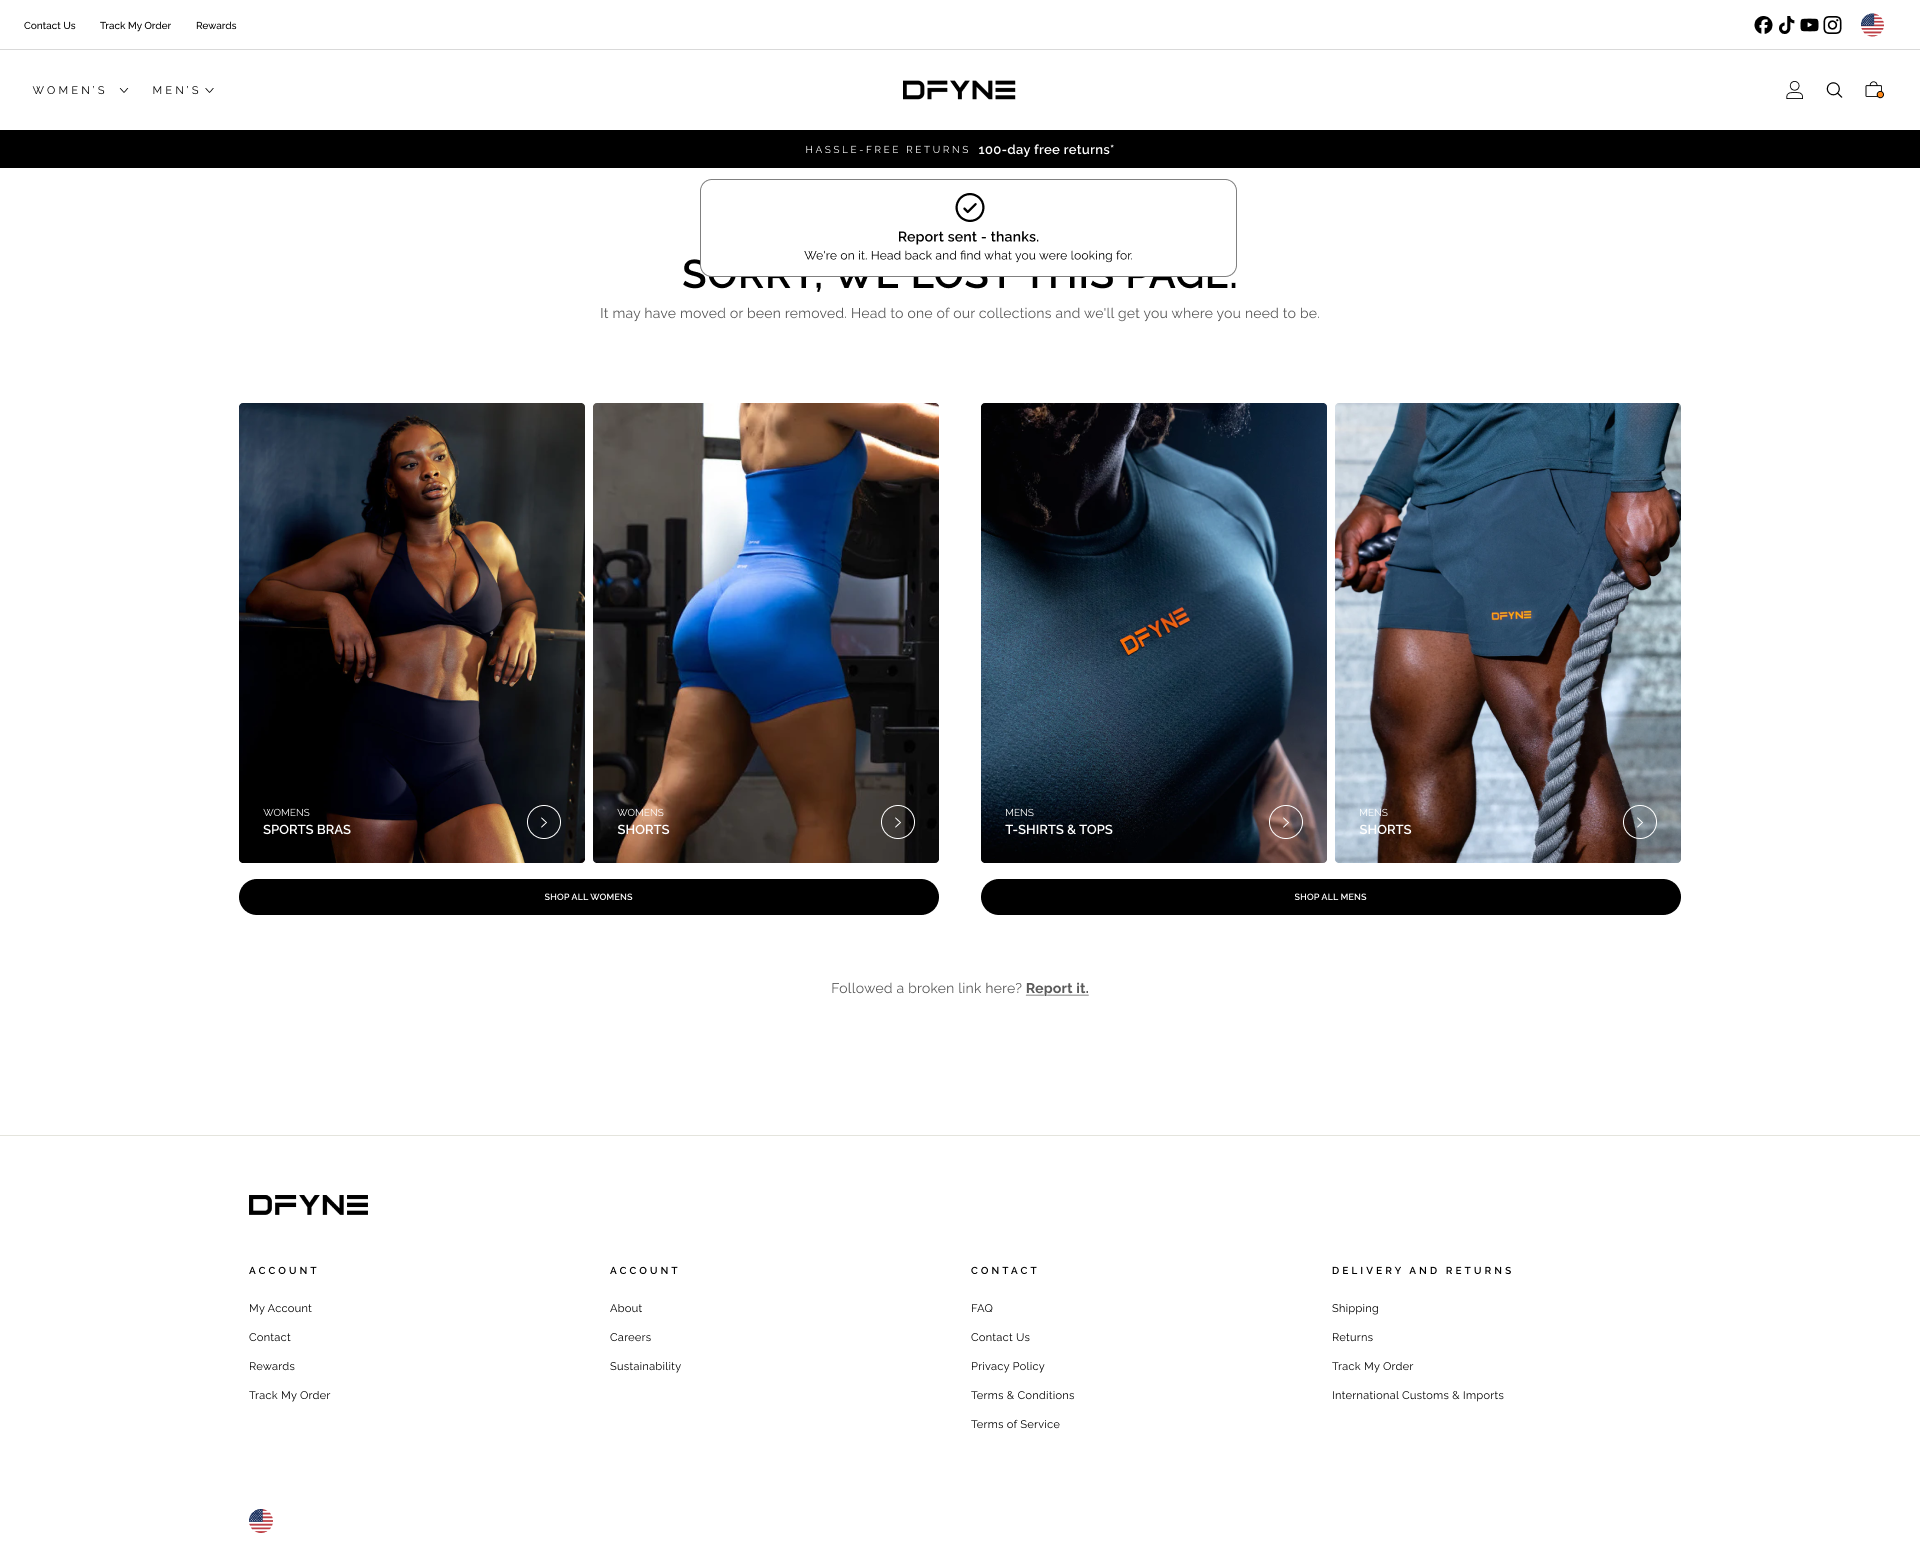 Contact Us Track My Order Rewards
WOMEN'S MEN'S DFYNE
HASSLE-FREE RETURNS 100-day free returns*
Report sent - thanks.
We're on it. Head back and find what you were looking for.
SORRY, WE LOST THIS PAGE.
It may have moved or been removed. Head to one of our collections and we'll get you where you need to be.
DFYNE
DFYNE
WOMENS
SPORTS BRAS
WOMENS
SHORTS
MENS
T-SHIRTS & TOPS
MENS
SHORTS
SHOP ALL WOMENS
SHOP ALL MENS
Followed a broken link here? Report it.
DFYNE
ACCOUNT
My Account
Contact
Rewards
Track My Order
ACCOUNT
About
Careers
Sustainability
CONTACT
FAQ
Contact Us
Privacy Policy
Terms & Conditions
Terms of Service
DELIVERY AND RETURNS
Shipping
Returns
Track My Order
International Customs & Imports